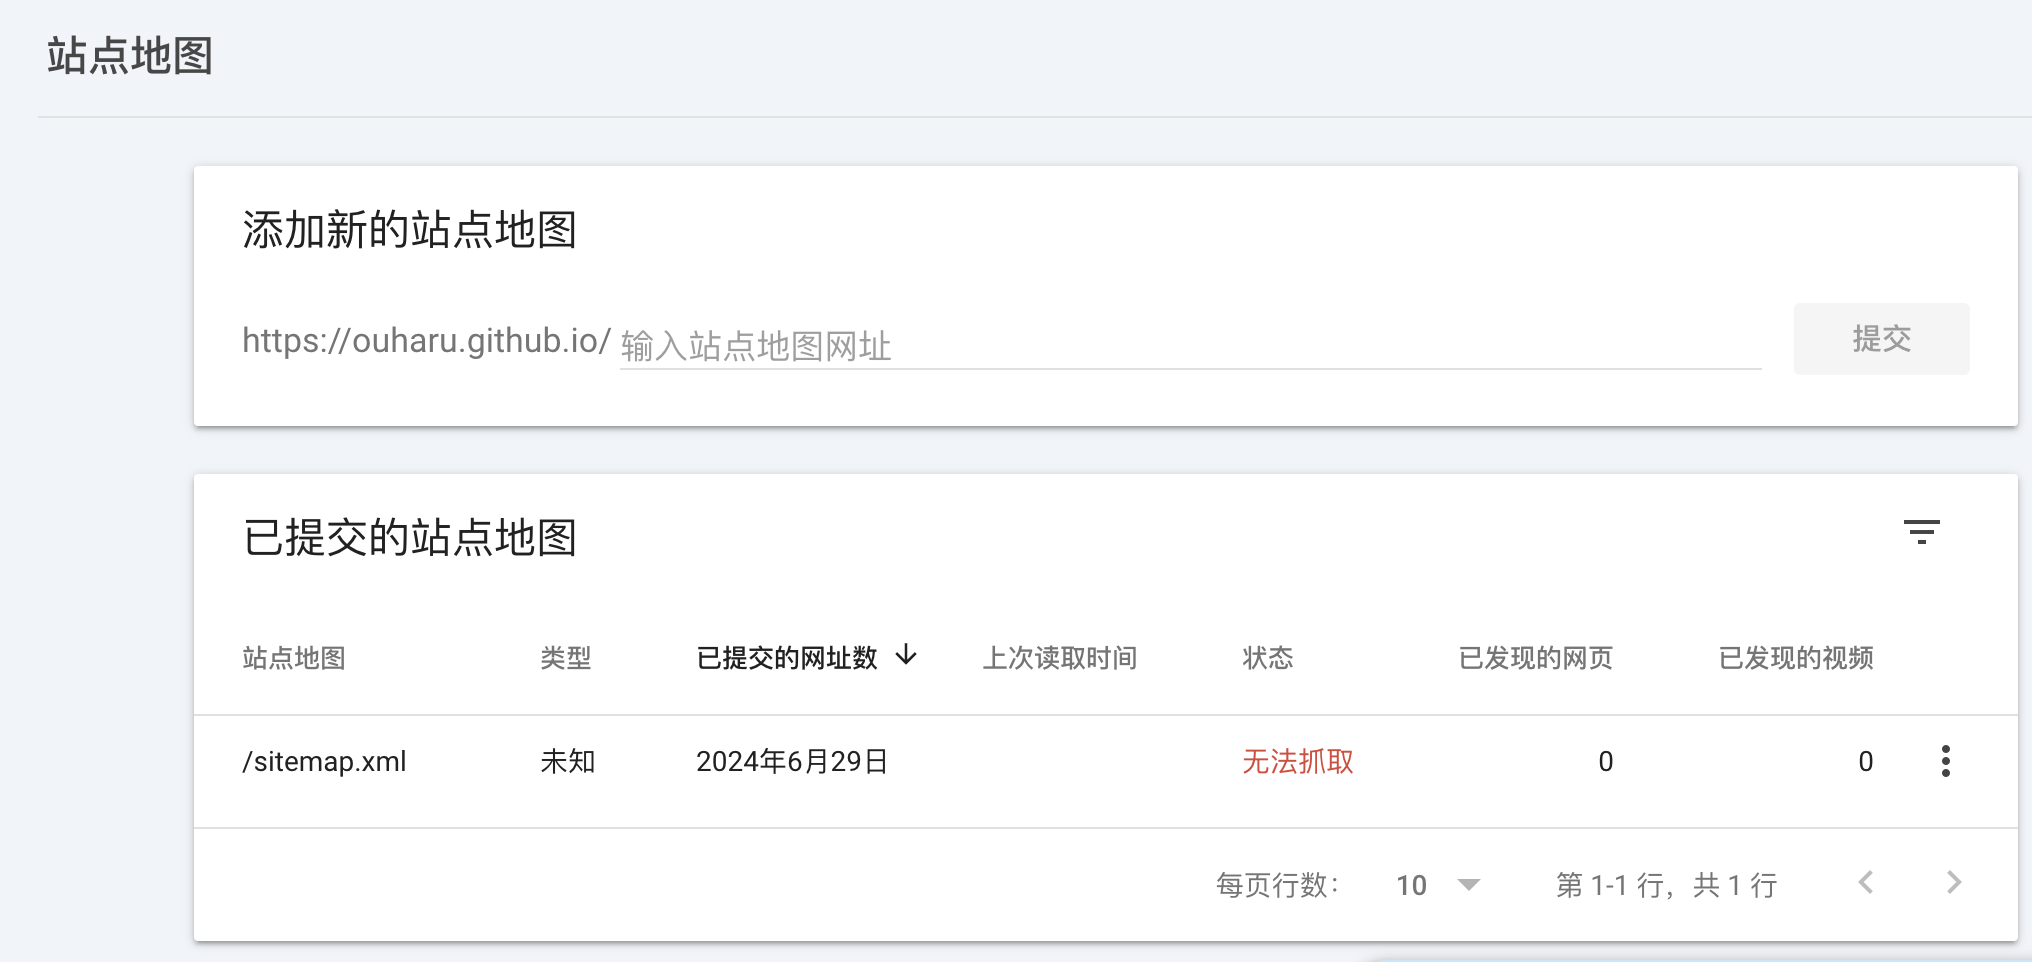 站点地图
添加新的站点地图
https://ouharu.github.io/ 输入站点地图网址 提交
已提交的站点地图
站点地图 类型 已提交的网址数 上次读取时间 状态 已发现的网页 已发现的视频
/sitemap.xml 未知 2024年6月29日 无法抓取 0 0
每页行数： 10 第 1-1 行，共 1 行